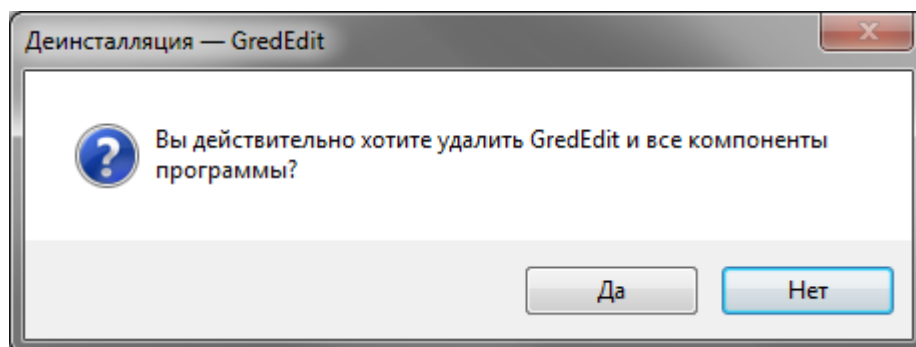 Деинсталляция — GredEdit
Вы действительно хотите удалить GredEdit и все компоненты
программы?
Да
Нет